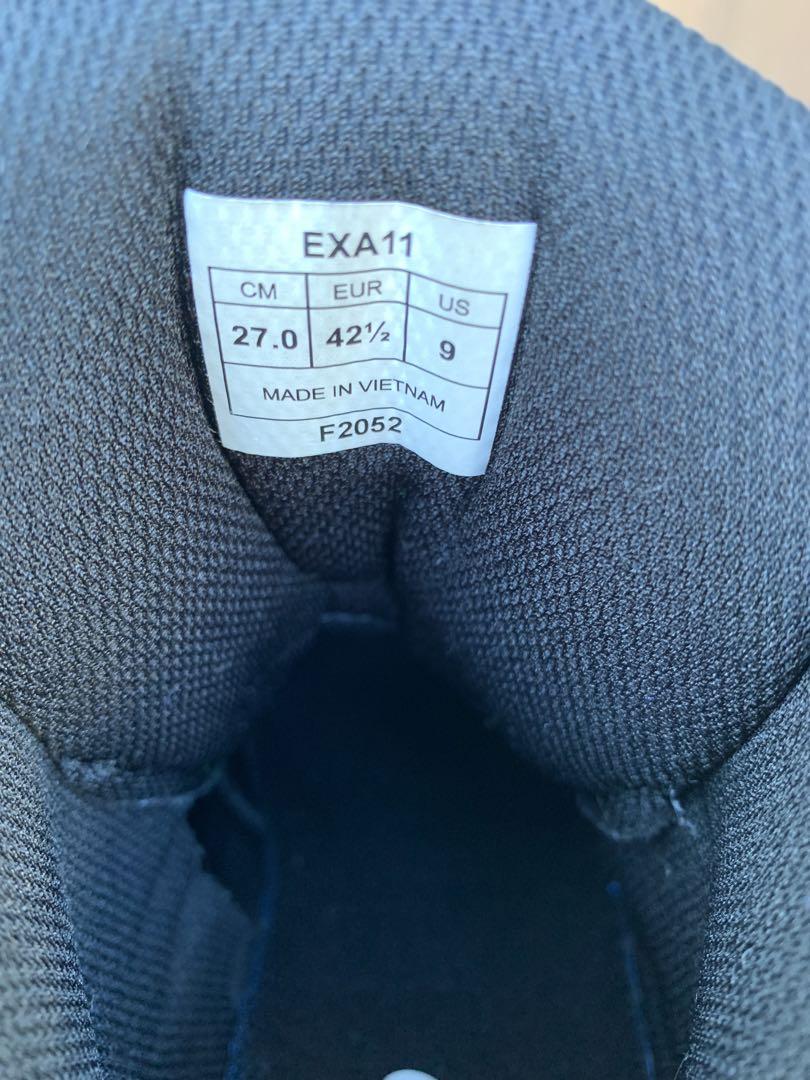 EXA11
CM EUR US
27.0 42½ 9
MADE IN VIETNAM
F2052